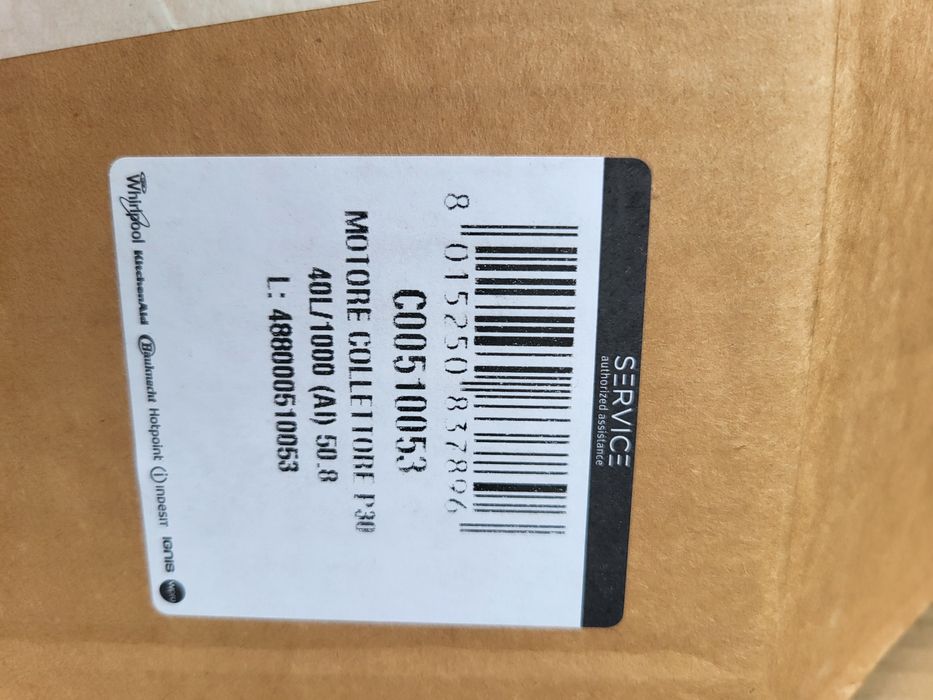 SERVICE
authorized assistance
8 015250 837896
C00510053
MOTORE COLLETTORE P30
40L/1000 (AI) 50.8
L: 488000510053
Whirlpool KitchenAid Bauknecht Hotpoint indesit IGNIS